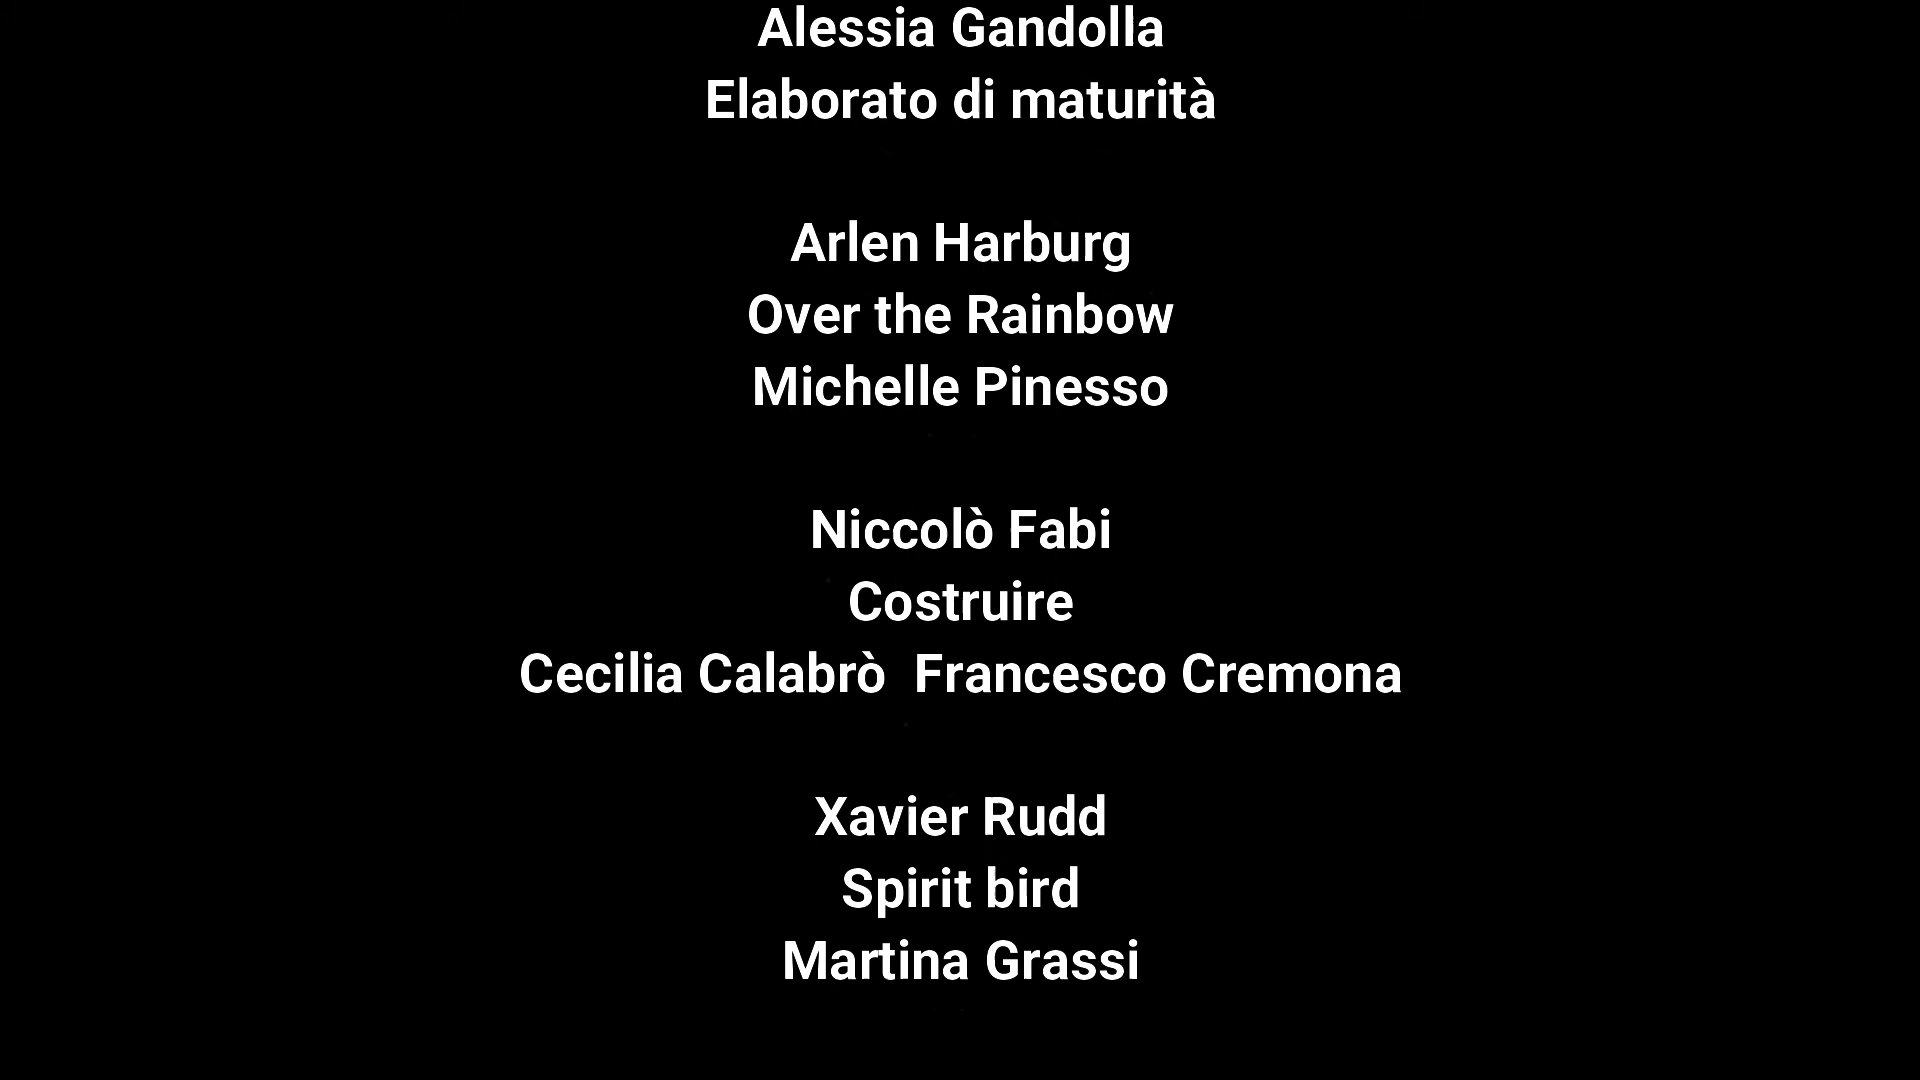 Alessia Gandolla
Elaborato di maturità
Arlen Harburg
Over the Rainbow
Michelle Pinesso
Niccolò Fabi
Costruire
Cecilia Calabrò  Francesco Cremona
Xavier Rudd
Spirit bird
Martina Grassi